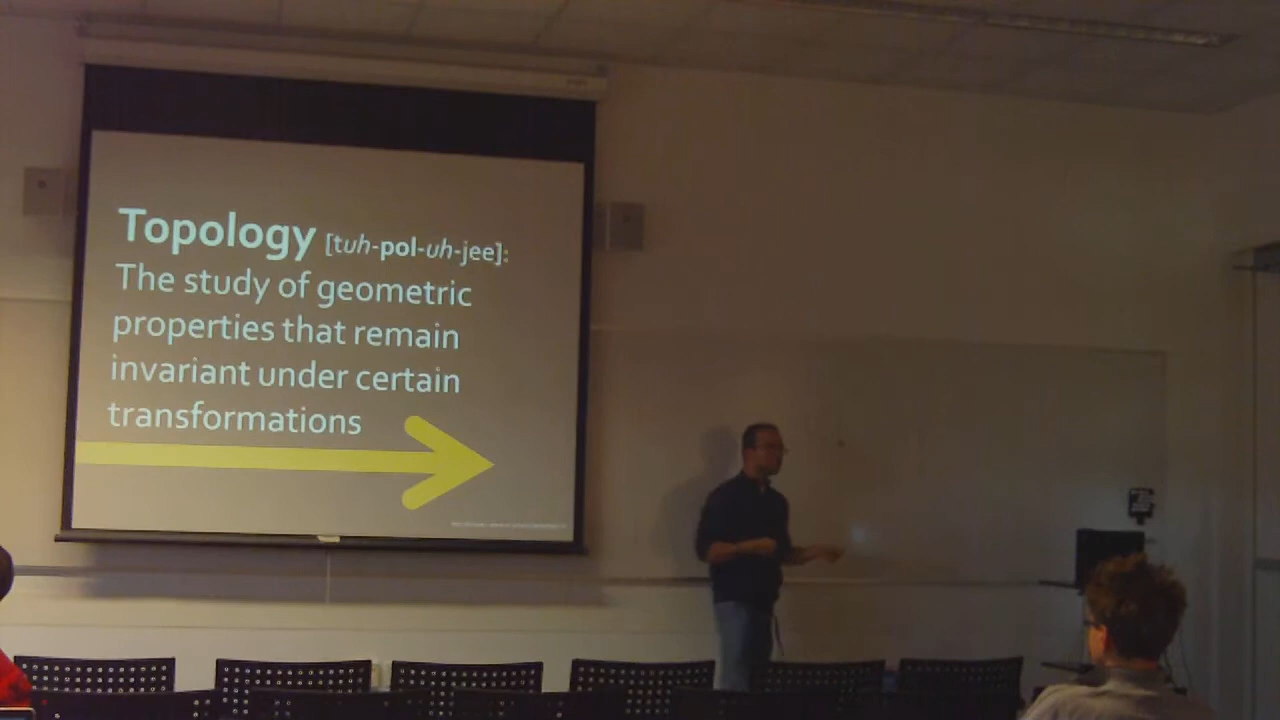 Topology [tuh-pol-uh-jee]:
The study of geometric
properties that remain
invariant under certain
transformations